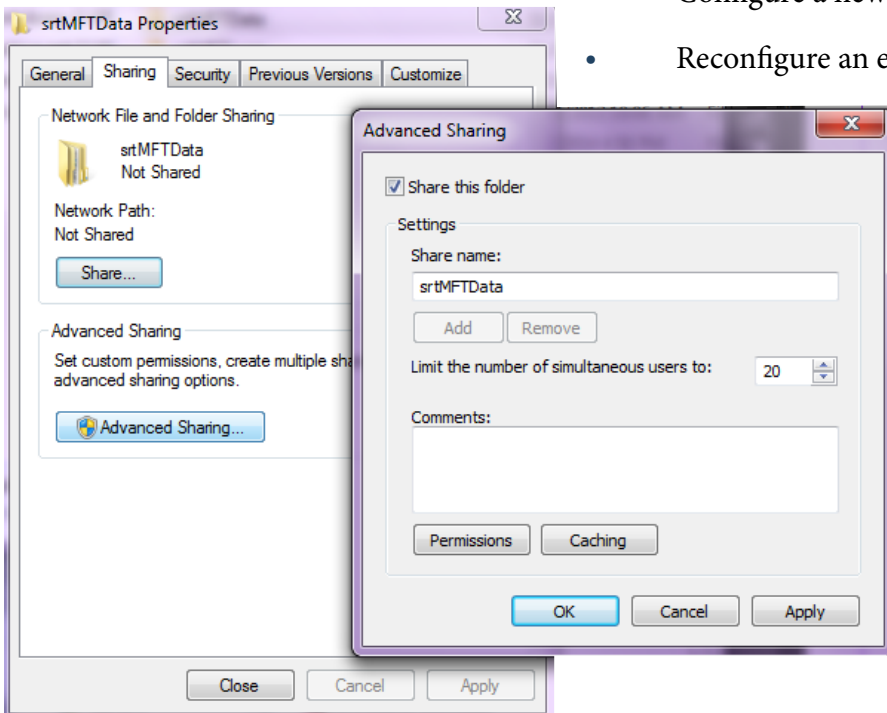 Configure a new
• Reconfigure an e
srtMFTData Properties
General Sharing Security Previous Versions Customize
Network File and Folder Sharing
srtMFTData
Not Shared
Network Path:
Not Shared
Share...
Advanced Sharing
Set custom permissions, create multiple sha
advanced sharing options.
Advanced Sharing...
Close Cancel Apply
Advanced Sharing
Share this folder
Settings
Share name:
srtMFTData
Add Remove
Limit the number of simultaneous users to: 20
Comments:
Permissions Caching
OK Cancel Apply